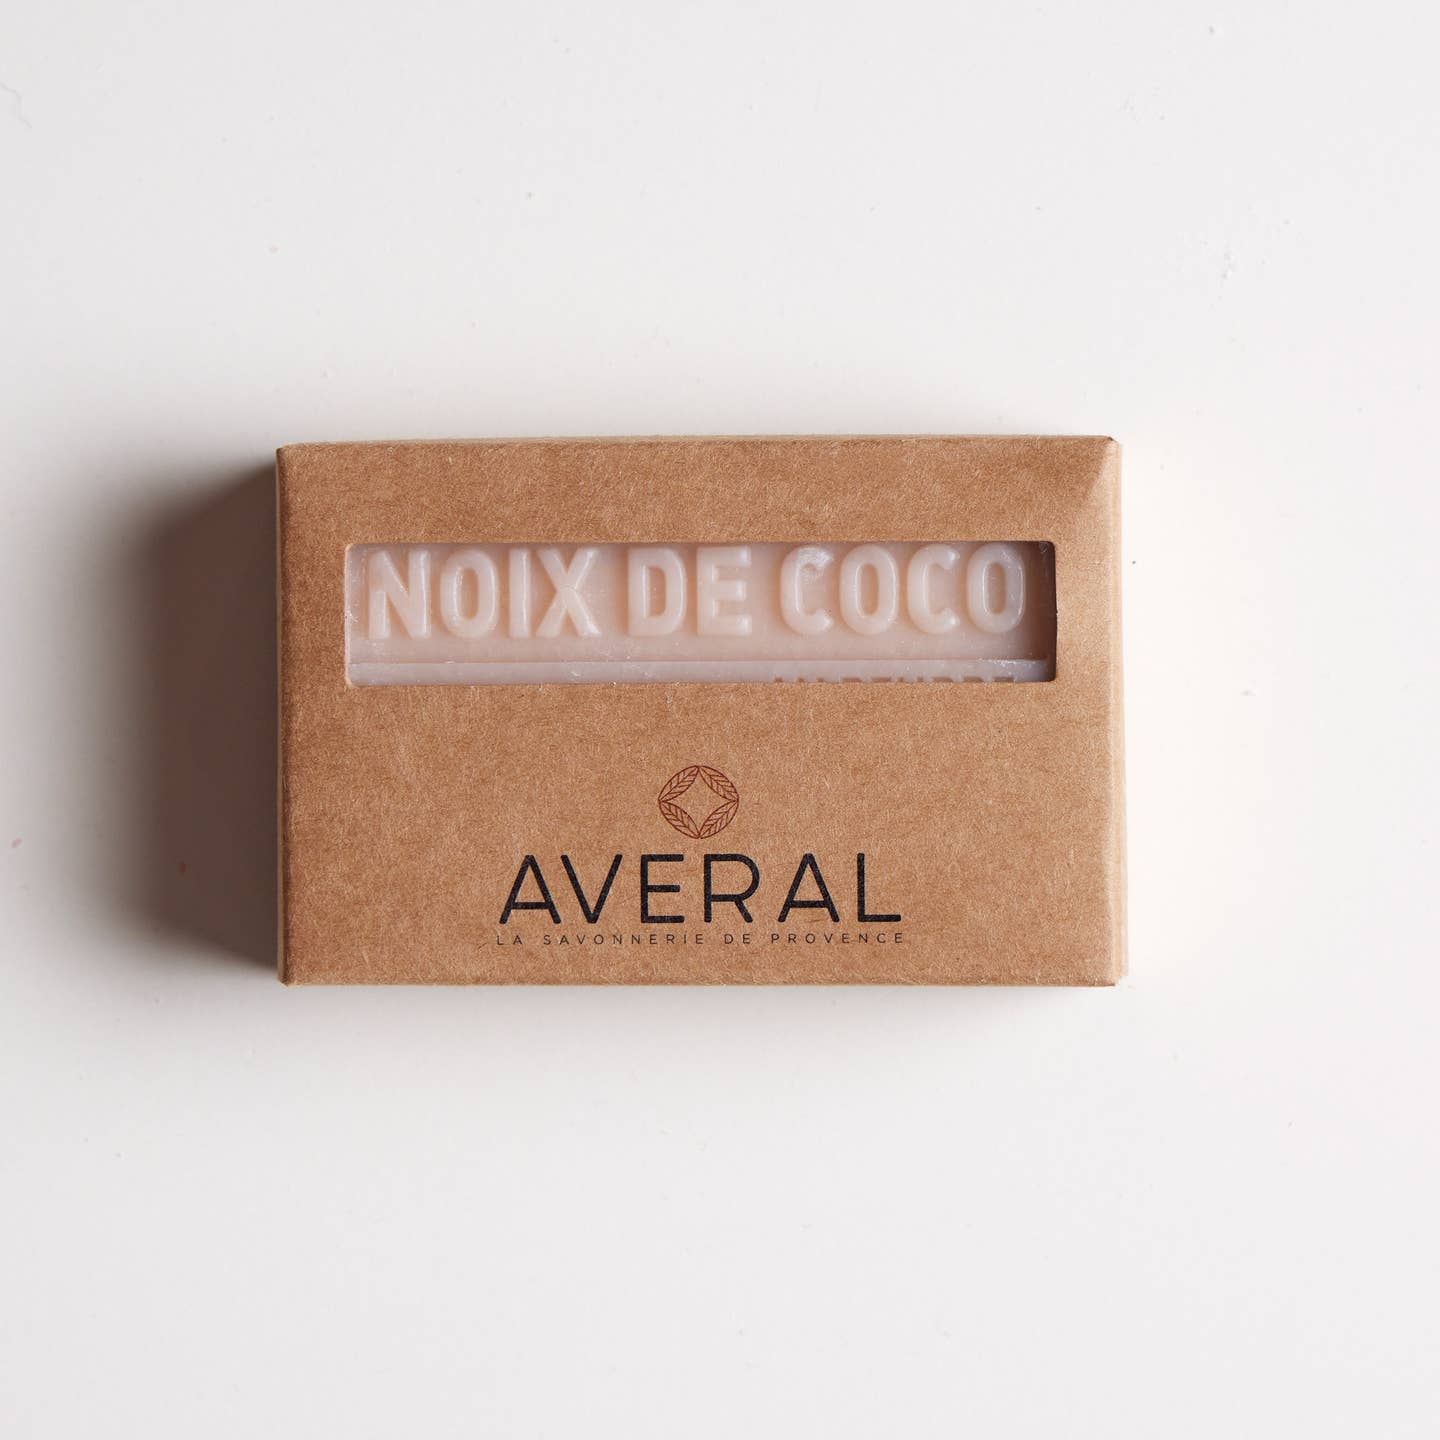 NOIX DE COCO
AVERAL
LA SAVONNERIE DE PROVENCE